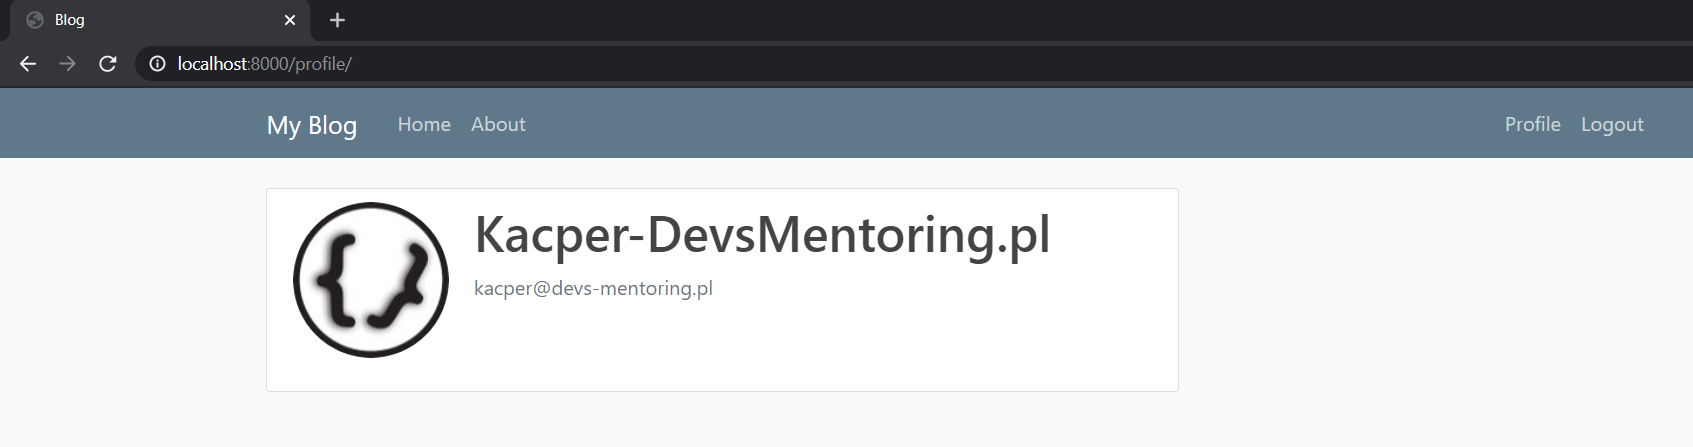 Blog
localhost:8000/profile/
My Blog Home About Profile Logout
Kacper-DevsMentoring.pl
kacper@devs-mentoring.pl